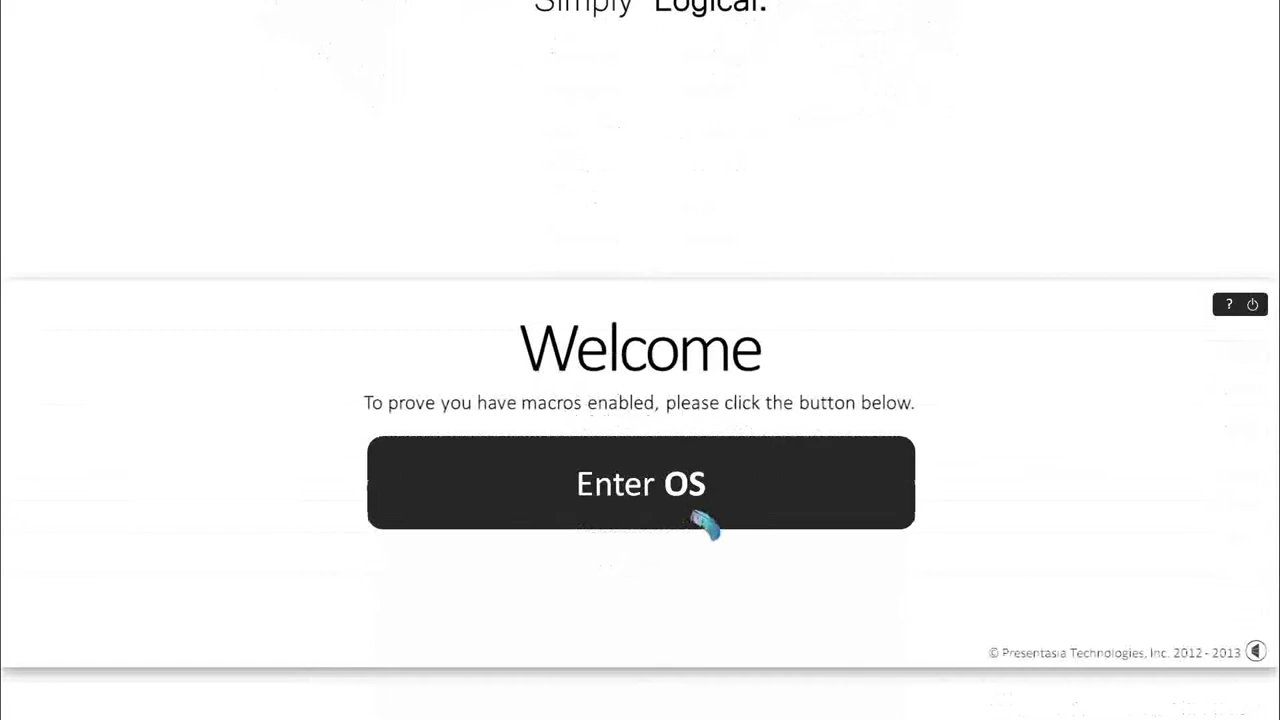 Simply Logical.
?
Welcome
To prove you have macros enabled, please click the button below.
Enter OS
© Presentasia Technologies, Inc. 2012 - 2013